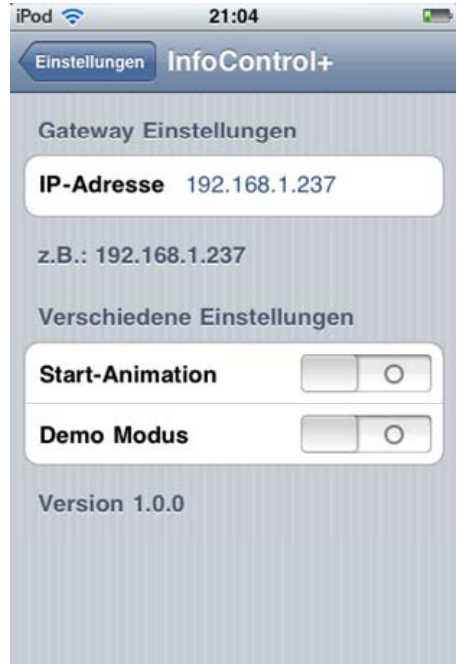 iPod 21:04
Einstellungen InfoControl+
Gateway Einstellungen
IP-Adresse 192.168.1.237
z.B.: 192.168.1.237
Verschiedene Einstellungen
Start-Animation
Demo Modus
Version 1.0.0